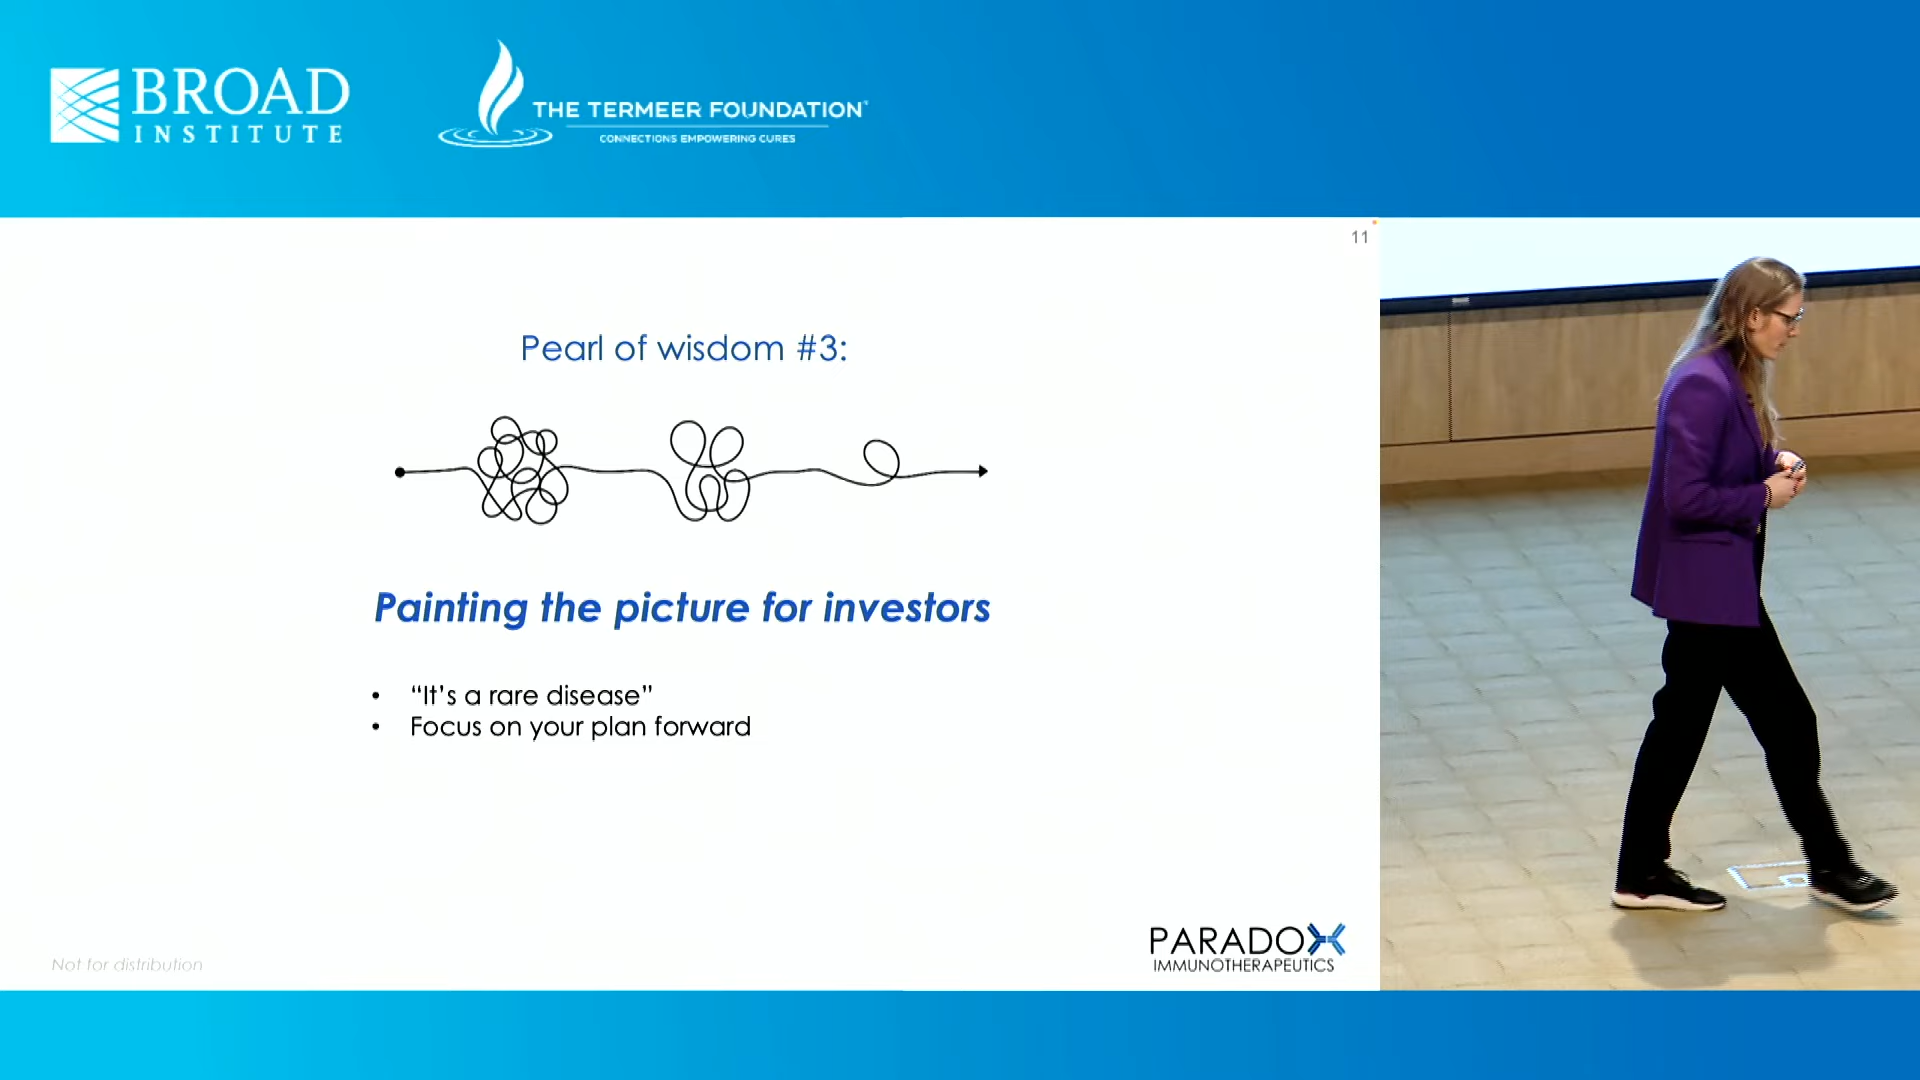 BROAD
INSTITUTE
THE TERMEER FOUNDATION
CONNECTIONS EMPOWERING CURES
11
Pearl of wisdom #3:
Painting the picture for investors
• “It’s a rare disease”
• Focus on your plan forward
PARADOX
IMMUNOTHERAPEUTICS
Not for distribution